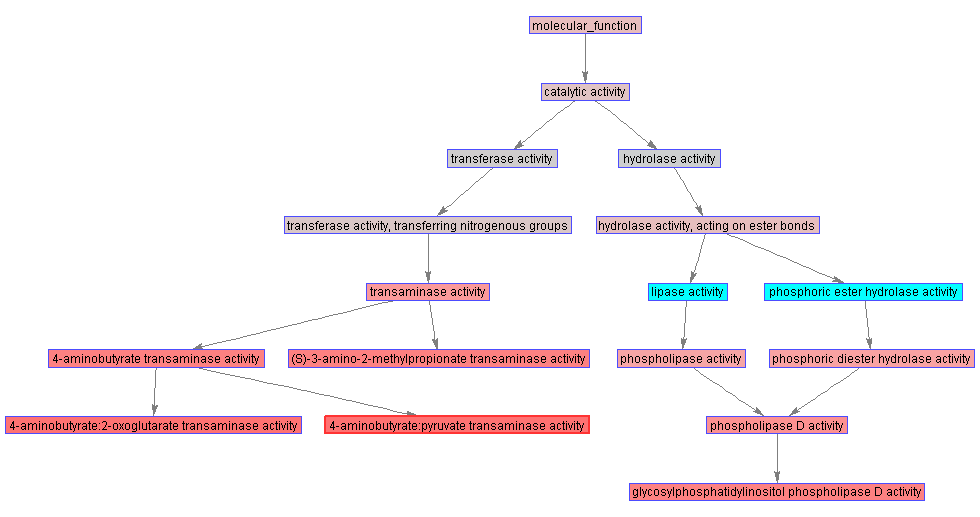 molecular_function
catalytic activity
transferase activity
hydrolase activity
transferase activity, transferring nitrogenous groups
hydrolase activity, acting on ester bonds
transaminase activity
lipase activity
phosphoric ester hydrolase activity
4-aminobutyrate transaminase activity
(S)-3-amino-2-methylpropionate transaminase activity
phospholipase activity
phosphoric diester hydrolase activity
4-aminobutyrate:2-oxoglutarate transaminase activity
4-aminobutyrate:pyruvate transaminase activity
phospholipase D activity
glycosylphosphatidylinositol phospholipase D activity